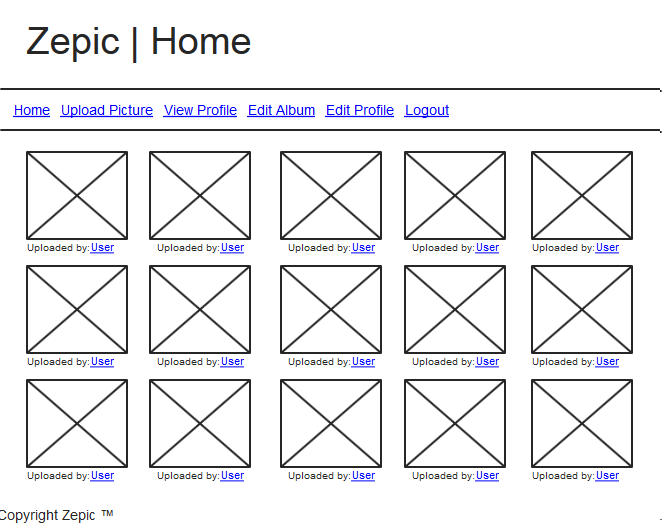 Zepic | Home
Home Upload Picture View Profile Edit Album Edit Profile Logout
Uploaded by:User Uploaded by:User Uploaded by:User Uploaded by:User Uploaded by:User
Uploaded by:User Uploaded by:User Uploaded by:User Uploaded by:User Uploaded by:User
Uploaded by:User Uploaded by:User Uploaded by:User Uploaded by:User Uploaded by:User
Copyright Zepic ™